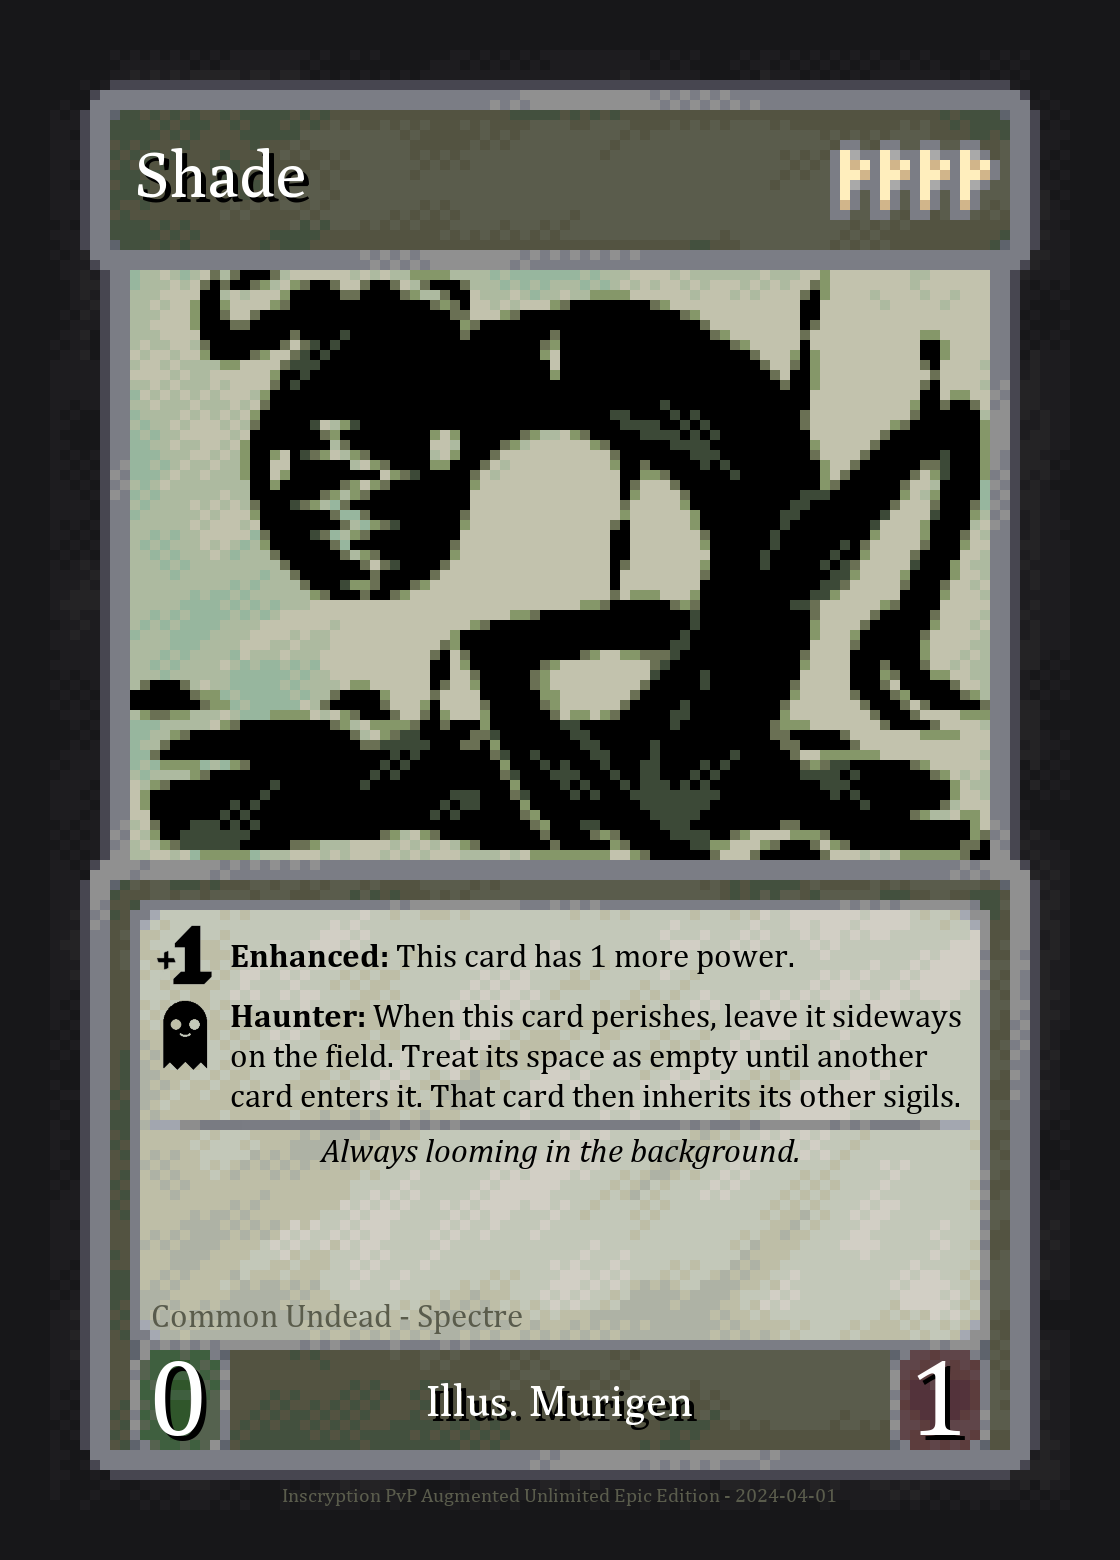 Shade
+1 Enhanced: This card has 1 more power.
Haunter: When this card perishes, leave it sideways
on the field. Treat its space as empty until another
card enters it. That card then inherits its other sigils.
Always looming in the background.
Common Undead - Spectre
0 Illus. Murigen 1
Inscryption PvP Augmented Unlimited Epic Edition - 2024-04-01